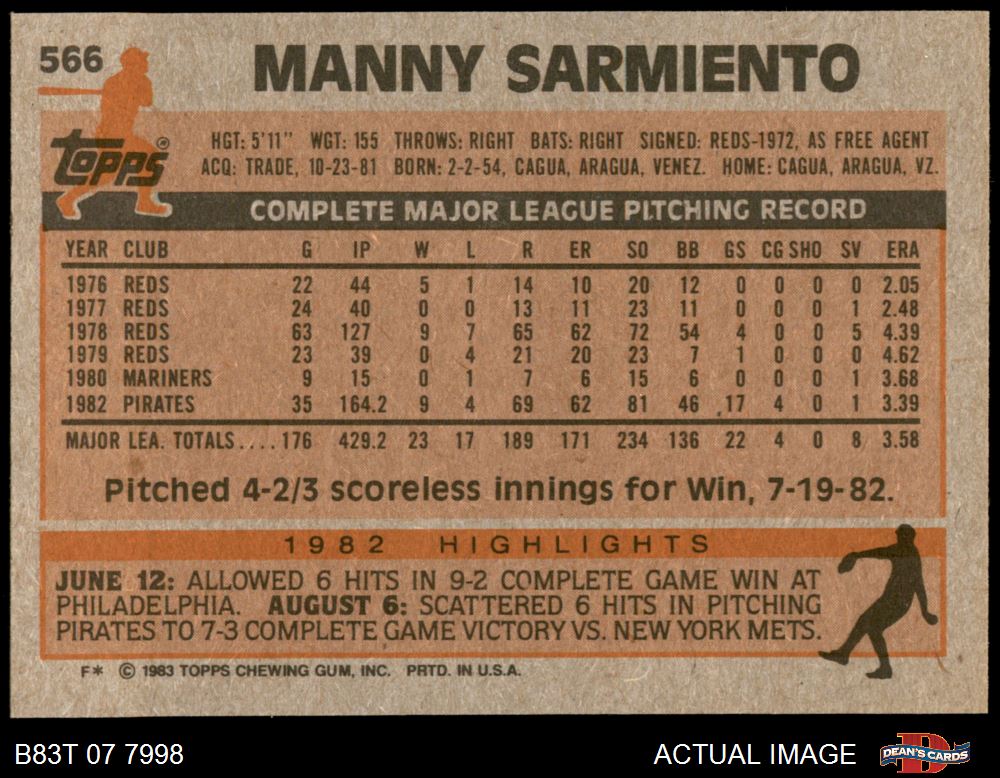 566
MANNY SARMIENTO
Topps®
HGT: 5'11" WGT: 155 THROWS: RIGHT BATS: RIGHT SIGNED: REDS-1972, AS FREE AGENT
ACQ: TRADE, 10-23-81 BORN: 2-2-54, CAGUA, ARAGUA, VENEZ. HOME: CAGUA, ARAGUA, VZ.
COMPLETE MAJOR LEAGUE PITCHING RECORD
YEAR CLUB G IP W L R ER SO BB GS CG SHO SV ERA
1976 REDS 22 44 5 1 14 10 20 12 0 0 0 0 2.05
1977 REDS 24 40 0 0 13 11 23 11 0 0 0 1 2.48
1978 REDS 63 127 9 7 65 62 72 54 4 0 0 5 4.39
1979 REDS 23 39 0 4 21 20 23 7 1 0 0 0 4.62
1980 MARINERS 9 15 0 1 7 6 15 6 0 0 0 1 3.68
1982 PIRATES 35 164.2 9 4 69 62 81 46 17 4 0 1 3.39
MAJOR LEA. TOTALS.... 176 429.2 23 17 189 171 234 136 22 4 0 8 3.58
Pitched 4-2/3 scoreless innings for Win, 7-19-82.
1982 HIGHLIGHTS
JUNE 12: ALLOWED 6 HITS IN 9-2 COMPLETE GAME WIN AT
PHILADELPHIA. AUGUST 6: SCATTERED 6 HITS IN PITCHING
PIRATES TO 7-3 COMPLETE GAME VICTORY VS. NEW YORK METS.
F* © 1983 TOPPS CHEWING GUM, INC. PRTD. IN U.S.A.
B83T 07 7998
ACTUAL IMAGE
DEAN'S CARDS